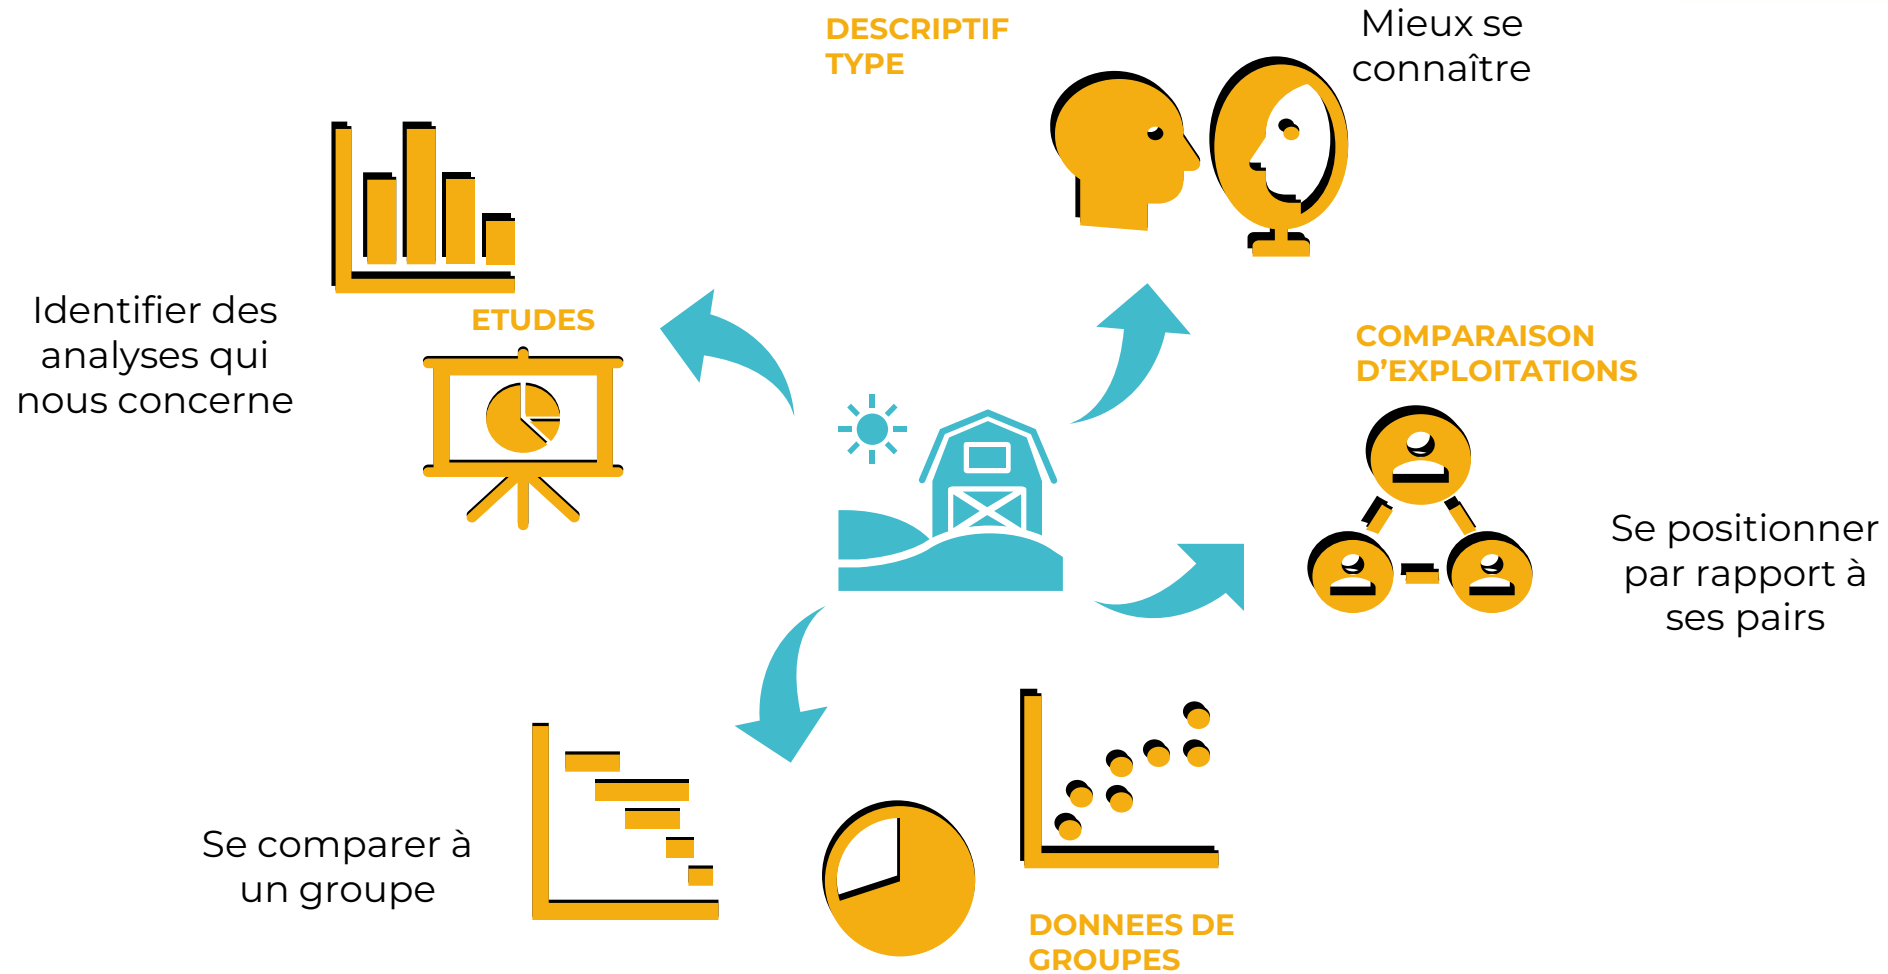 DESCRIPTIF
TYPE
Mieux se
connaître
Identifier des
analyses qui
nous concerne
ETUDES
COMPARAISON
D’EXPLOITATIONS
Se positionner
par rapport à
ses pairs
Se comparer à
un groupe
DONNEES DE
GROUPES